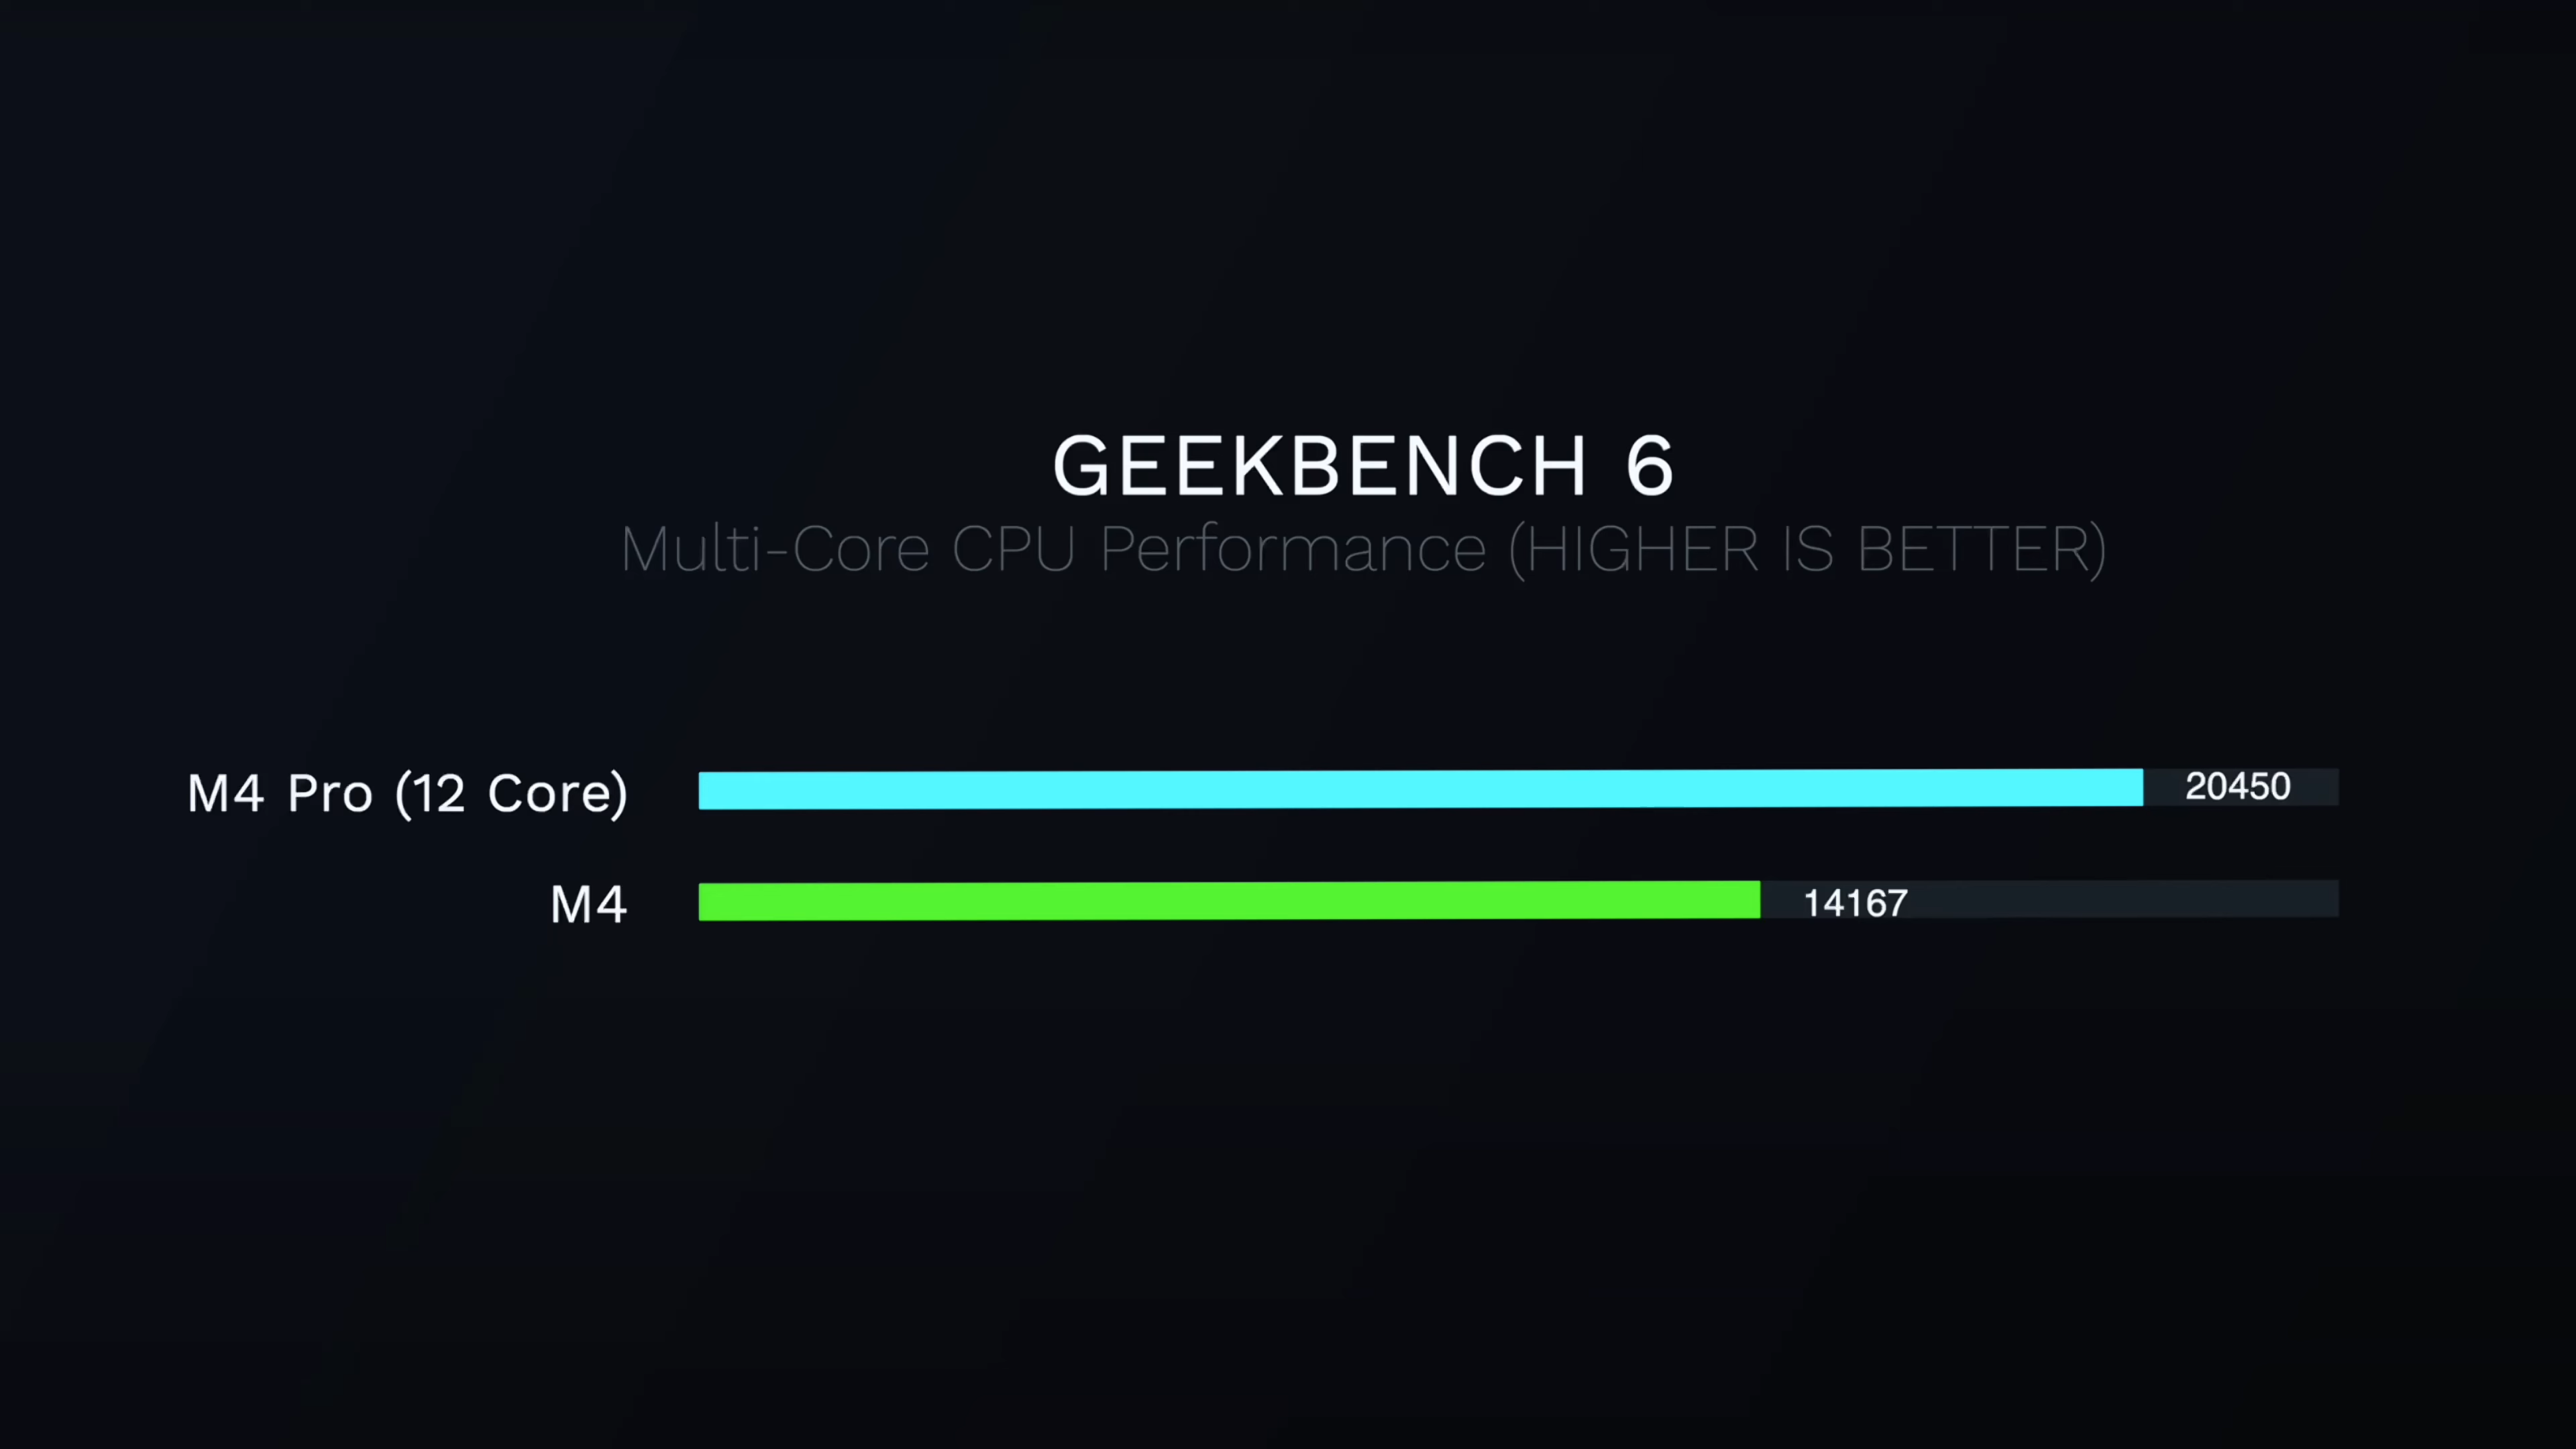 GEEKBENCH 6
Multi-Core CPU Performance (HIGHER IS BETTER)
M4 Pro (12 Core) 20450
M4 14167